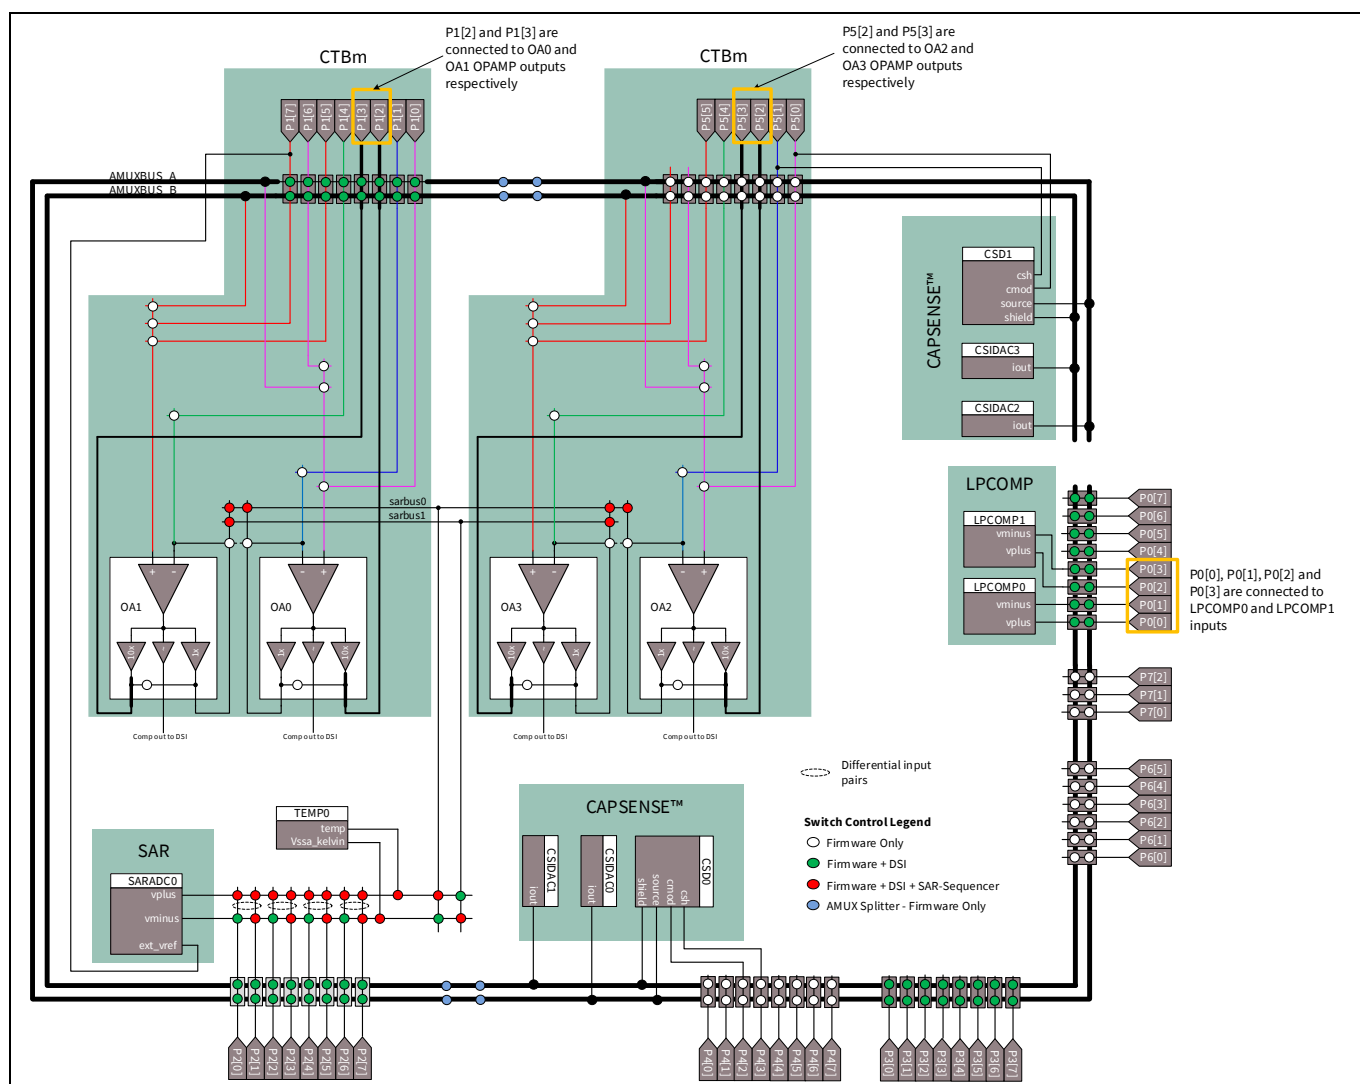 P1[2] and P1[3] are
connected to OA0 and
OA1 OPAMP outputs
respectively
P5[2] and P5[3] are
connected to OA2 and
OA3 OPAMP outputs
respectively
CTBm
CTBm
P1[7]
P1[6]
P1[5]
P1[4]
P1[3]
P1[2]
P1[1]
P1[0]
P5[5]
P5[4]
P5[3]
P5[2]
P5[1]
P5[0]
AMUXBUS_A
AMUXBUS_B
CAPSENSE™
CSD1
csh
cmod
source
shield
CSIDAC3
iout
CSIDAC2
iout
sarbus0
sarbus1
LPCOMP
LPCOMP1
vminus
vplus
LPCOMP0
vminus
vplus
P0[7]
P0[6]
P0[5]
P0[4]
P0[3]
P0[2]
P0[1]
P0[0]
P0[0], P0[1], P0[2] and
P0[3] are connected to
LPCOMP0 and LPCOMP1
inputs
+
-
OA1
10x
-
1x
-
+
OA0
1x
-
10x
+
-
OA3
10x
-
1x
-
+
OA2
1x
-
10x
Comp out to DSI
Comp out to DSI
Comp out to DSI
Comp out to DSI
P7[2]
P7[1]
P7[0]
P6[5]
P6[4]
P6[3]
P6[2]
P6[1]
P6[0]
Differential input
pairs
Switch Control Legend
Firmware Only
Firmware + DSI
Firmware + DSI + SAR-Sequencer
AMUX Splitter - Firmware Only
TEMP0
temp
Vssa_kelvin
SAR
SARADC0
vplus
vminus
ext_vref
CAPSENSE™
CSIDAC1
iout
CSIDAC0
iout
CSD0
shield
source
cmod
csh
P2[0]
P2[1]
P2[2]
P2[3]
P2[4]
P2[5]
P2[6]
P2[7]
P4[0]
P4[1]
P4[2]
P4[3]
P4[4]
P4[5]
P4[6]
P4[7]
P3[0]
P3[1]
P3[2]
P3[3]
P3[4]
P3[5]
P3[6]
P3[7]